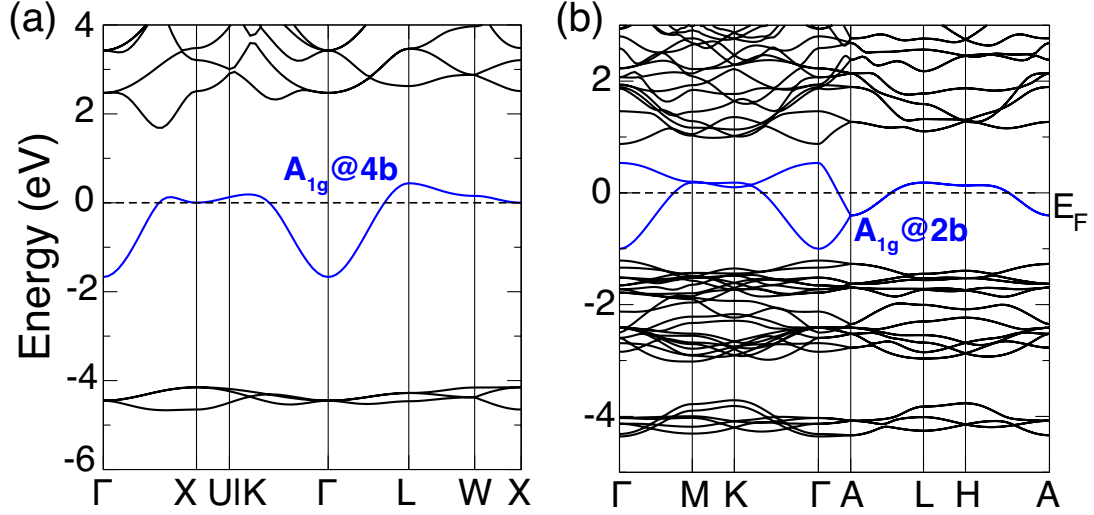 (a)
Energy (eV)
4
2
0
-2
-4
-6
A1g@4b
Γ X U|K Γ L W X
(b)
2
0
-2
-4
A1g@2b
EF
Γ M K Γ A L H A